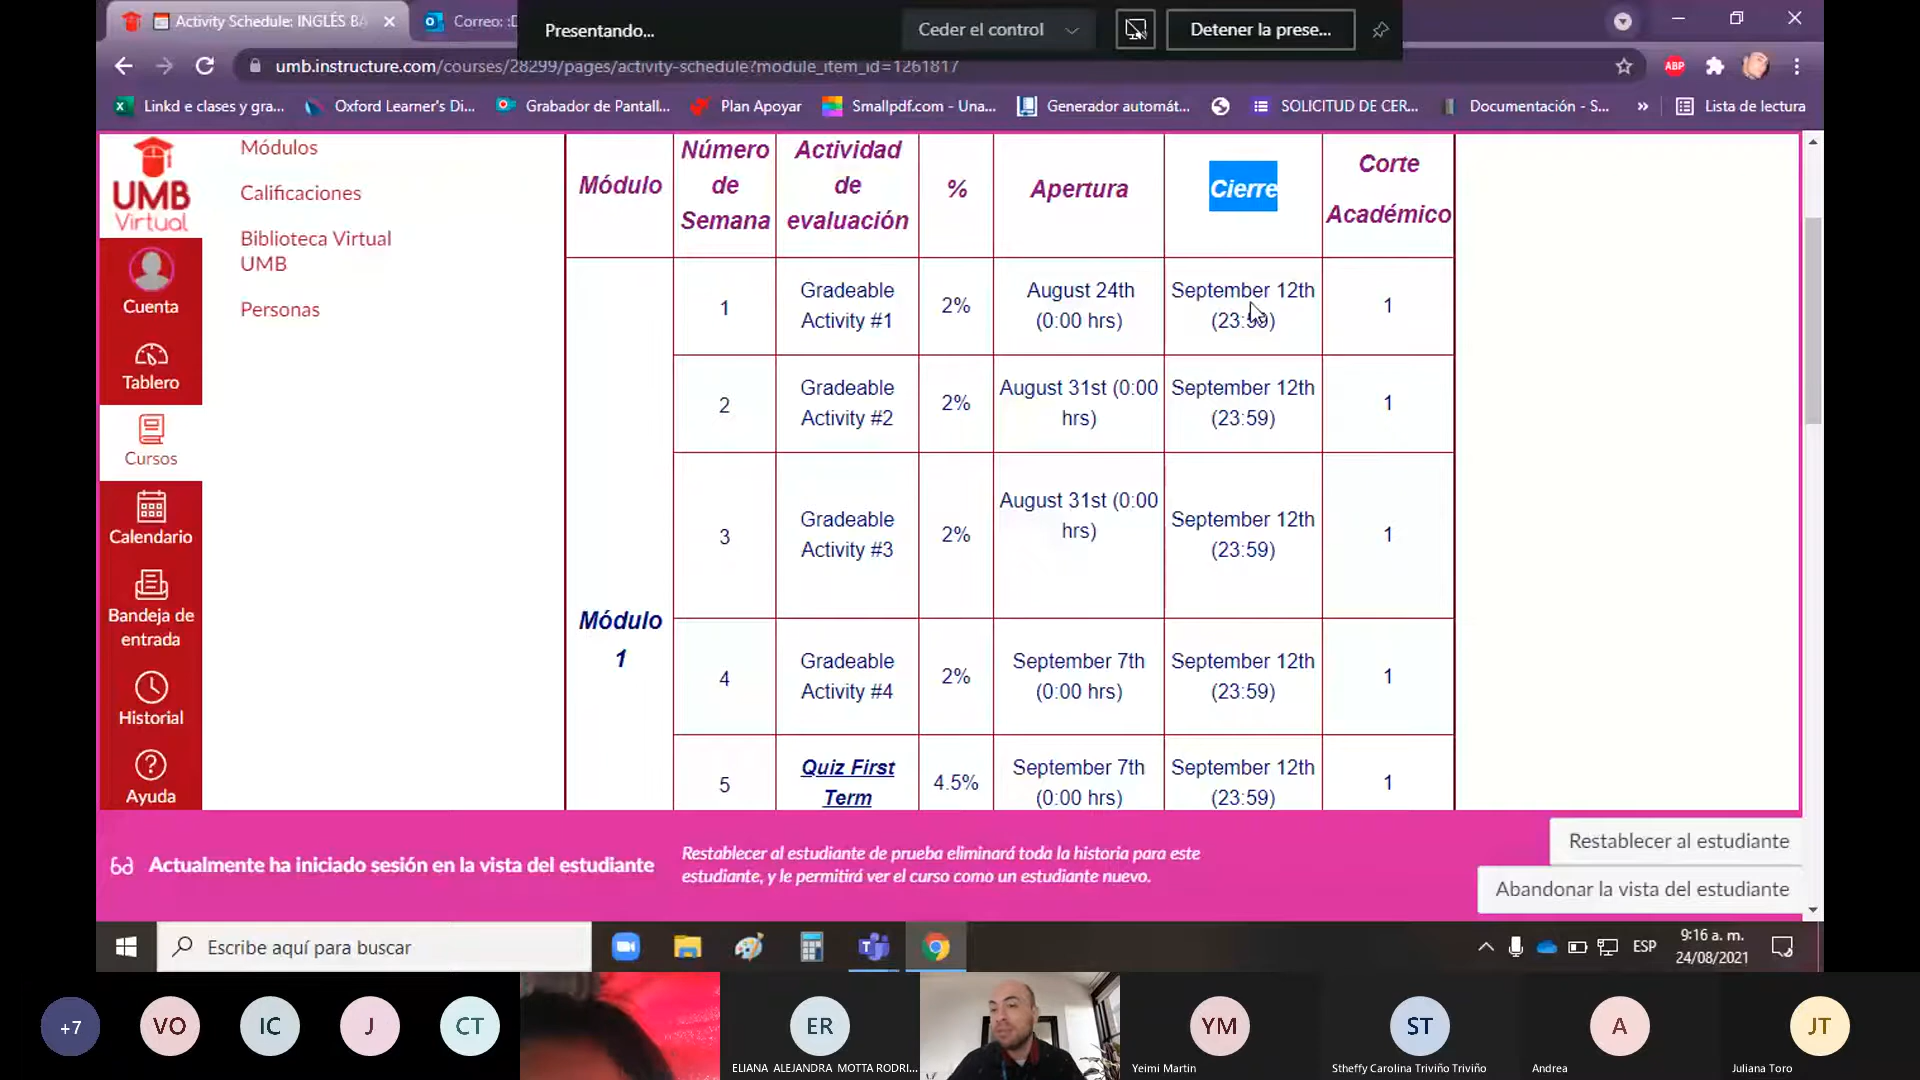 Activity Schedule: INGLÉS BA
Correo:
Presentando...
Ceder el control
Detener la prese...
umb.instructure.com/courses/28299/pages/activity-schedule?module_item_id=1261817
ABP
Linkd e clases y gra...
Oxford Learner's Di...
Grabador de Pantall...
Plan Apoyar
Smallpdf.com - Una...
Generador automát...
SOLICITUD DE CER...
Documentación - S...
»
Lista de lectura
UMB
Virtual
Cuenta
Tablero
Cursos
Calendario
Bandeja de
entrada
Historial
Ayuda
Módulos
Calificaciones
Biblioteca Virtual
UMB
Personas
Módulo
Número
de
Semana
Actividad
de
evaluación
%
Apertura
Cierre
Corte
Académico
Módulo
1
1
Gradeable
Activity #1
2%
August 24th
(0:00 hrs)
September 12th
(23:59)
1
2
Gradeable
Activity #2
2%
August 31st (0:00
hrs)
September 12th
(23:59)
1
3
Gradeable
Activity #3
2%
August 31st (0:00
hrs)
September 12th
(23:59)
1
4
Gradeable
Activity #4
2%
September 7th
(0:00 hrs)
September 12th
(23:59)
1
5
Quiz First
Term
4.5%
September 7th
(0:00 hrs)
September 12th
(23:59)
1
Actualmente ha iniciado sesión en la vista del estudiante
Restablecer al estudiante de prueba eliminará toda la historia para este
estudiante, y le permitirá ver el curso como un estudiante nuevo.
Restablecer al estudiante
Abandonar la vista del estudiante
Escribe aquí para buscar
ESP
9:16 a. m.
24/08/2021
+7
VO
IC
J
CT
ER
ELIANA ALEJANDRA MOTTA RODRI...
YM
Yeimi Martin
ST
Stheffy Carolina Triviño Triviño
A
Andrea
JT
Juliana Toro